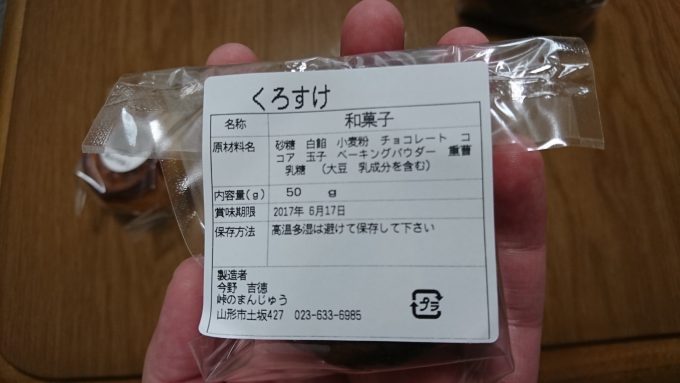 くろすけ
名称 和菓子
原材料名 砂糖 白餡 小麦粉 チョコレート コ
コア 玉子 ベーキングパウダー 重曹
乳糖 (大豆 乳成分を含む)
内容量(g) 50 g
賞味期限 2017年 6月17日
保存方法 高温多湿は避けて保存して下さい
製造者
今野 吉徳
峠のまんじゅう
山形市土坂427 023-633-6985
プラ